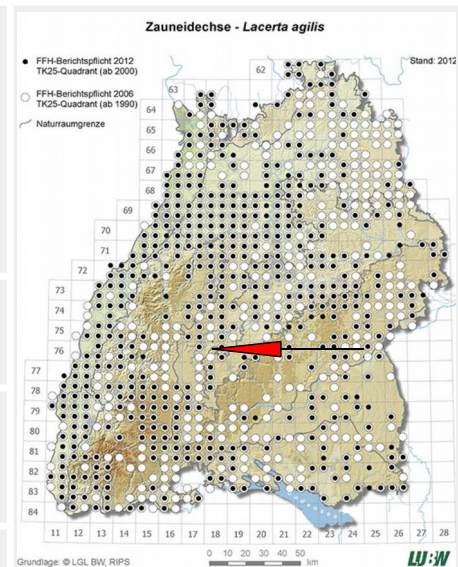 Zauneidechse - Lacerta agilis
FFH-Berichtspflicht 2012
TK25-Quadrant (ab 2000)
FFH-Berichtspflicht 2006
TK25-Quadrant (ab 1990)
Naturraumgrenze
Stand: 2012
62
63
64
65
66
67
68
69
70
71
72
73
74
75
76
77
78
79
80
81
82
83
84
11 12 13 14 15 16 17 18 19 20 21 22 23 24 25 26 27 28
Grundlage: © LGL BW, RIPS
0 10 20 30 40 50
km
LUBW